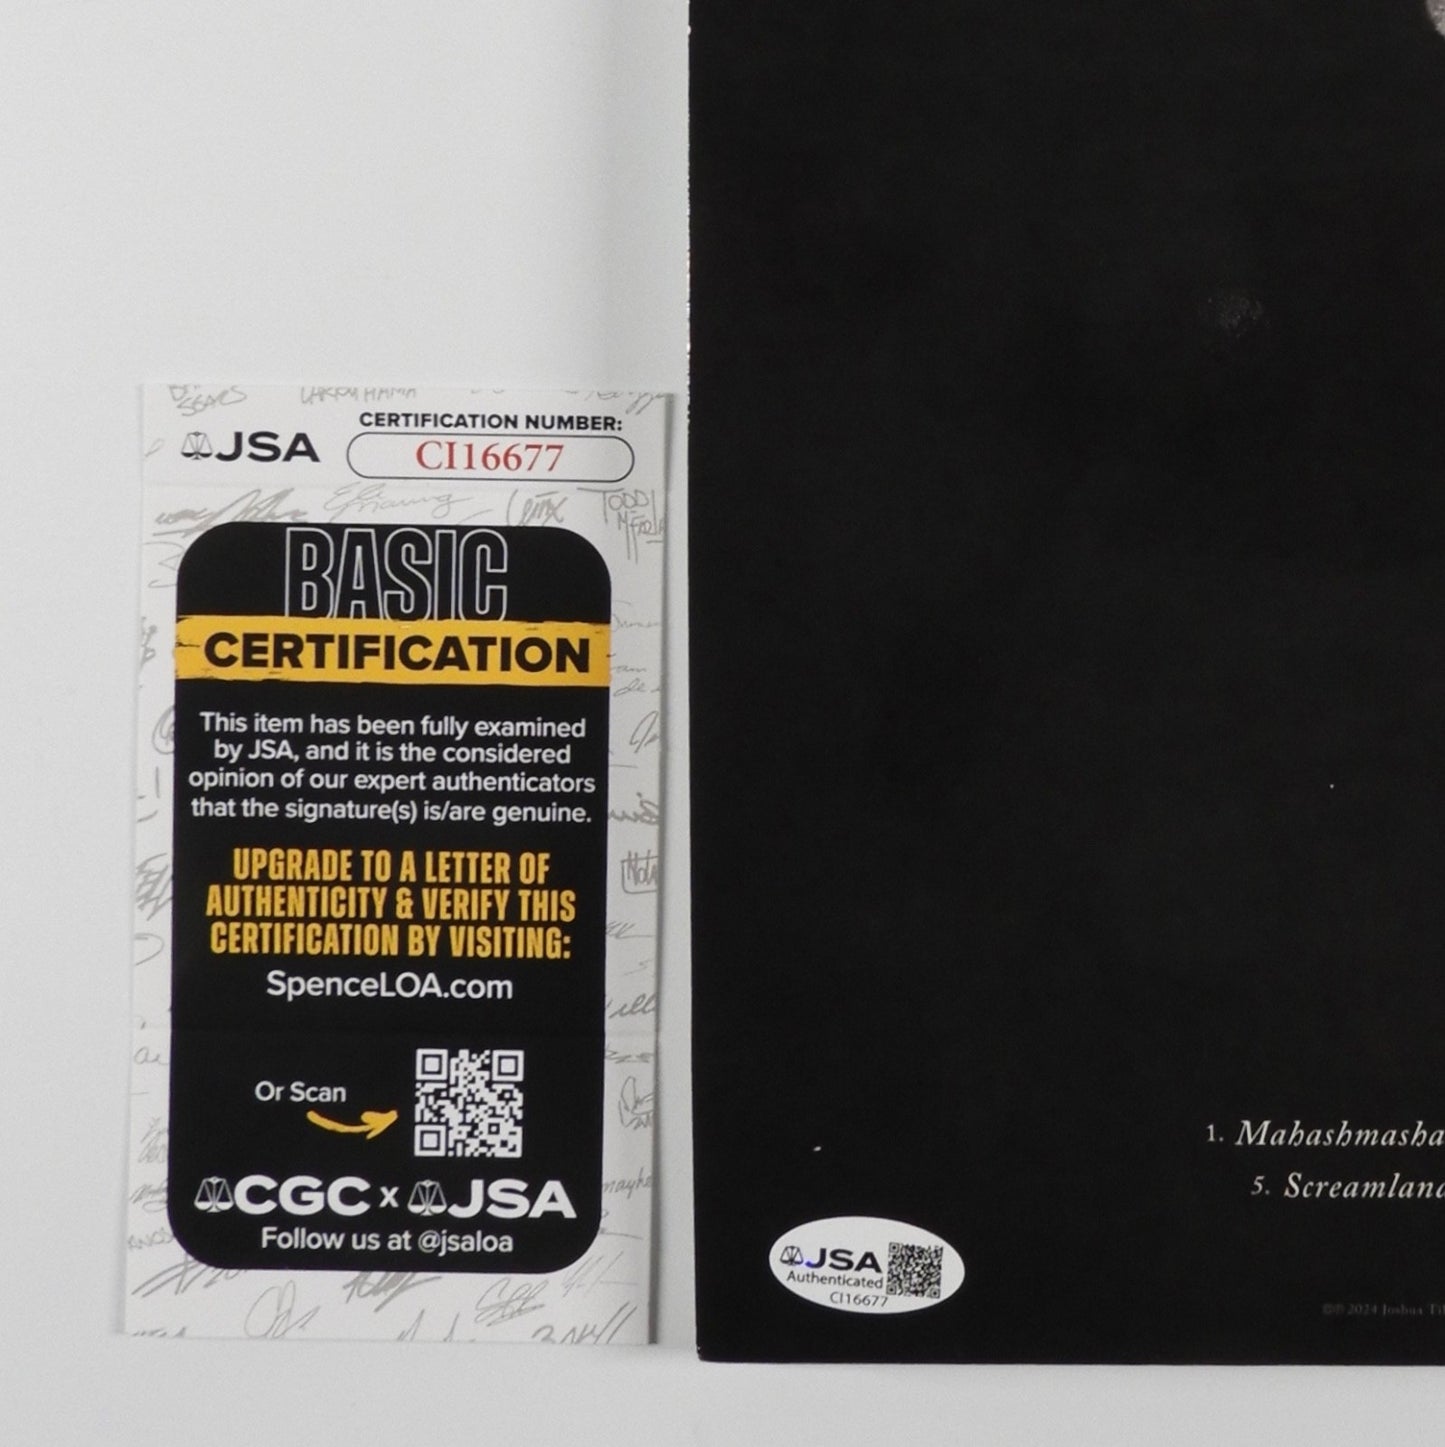 JSA
CERTIFICATION NUMBER:
CI16677
BASIC
CERTIFICATION
This item has been fully examined
by JSA, and it is the considered
opinion of our expert authenticators
that the signature(s) is/are genuine.
UPGRADE TO A LETTER OF
AUTHENTICITY & VERIFY THIS
CERTIFICATION BY VISITING:
SpenceLOA.com
Or Scan
CGC x JSA
Follow us at @jsaloa
1. Mahashmasha
5. Screamland
JSA
Authenticated
CI16677
©℗ 2024 Joshua Til